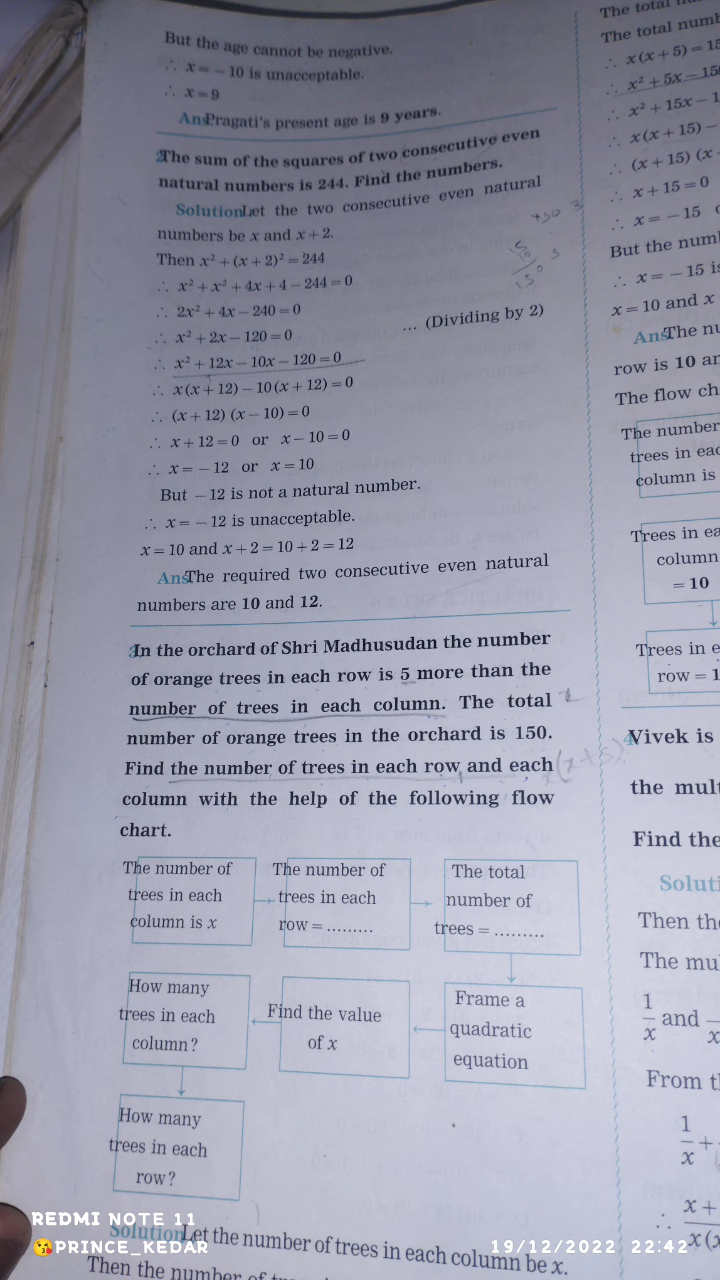 But the age cannot be negative.
∴ x = − 10 is unacceptable.
∴ x = 9
Ans Pragati's present age is 9 years.
The sum of the squares of two consecutive even
natural numbers is 244. Find the numbers.
Solution Let the two consecutive even natural
numbers be x and x + 2.
Then x² + (x + 2)² = 244
∴ x² + x² + 4x + 4 − 244 = 0
∴ 2x² + 4x − 240 = 0
∴ x² + 2x − 120 = 0 ... (Dividing by 2)
∴ x² + 12x − 10x − 120 = 0
∴ x(x + 12) − 10(x + 12) = 0
∴ (x + 12) (x − 10) = 0
∴ x + 12 = 0 or x − 10 = 0
∴ x = − 12 or x = 10
But − 12 is not a natural number.
∴ x = − 12 is unacceptable.
x = 10 and x + 2 = 10 + 2 = 12
Ans The required two consecutive even natural
numbers are 10 and 12.
In the orchard of Shri Madhusudan the number
of orange trees in each row is 5 more than the
number of trees in each column. The total x
number of orange trees in the orchard is 150.
Find the number of trees in each row and each x(x+5)
column with the help of the following flow
chart.
The number of
trees in each
column is x
The number of
trees in each
row = .........
The total
number of
trees = .........
Frame a
quadratic
equation
Find the value
of x
How many
trees in each
column?
How many
trees in each
row?
Solution Let the number of trees in each column be x.
Then the number of
The total
The total numb
∴ x(x + 5) = 15
∴ x² + 5x − 150
∴ x² + 15x − 1
∴ x(x + 15) −
∴ (x + 15) (x
∴ x + 15 = 0
∴ x = − 15
But the numb
∴ x = − 15 is
x = 10 and x
Ans The nu
row is 10 an
The flow ch
The number
trees in eac
column is
Trees in ea
column
= 10
Trees in e
row = 1
4 Vivek is
the mult
Find the
Soluti
Then the
The mul
1/x and
From t
1/x +
∴ x +
x(x
REDMI NOTE 11
😘PRINCE_KEDAR
19/12/2022 22:42